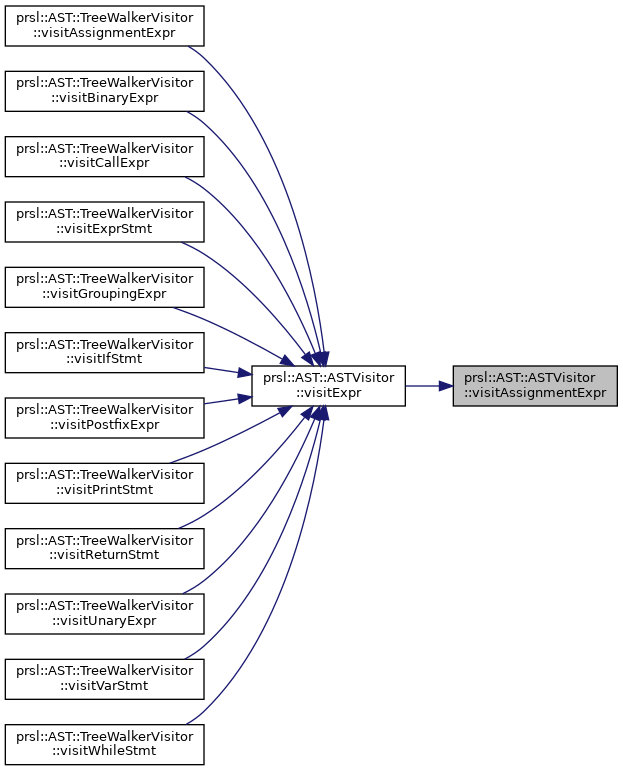 prsl::AST::TreeWalkerVisitor
::visitAssignmentExpr
prsl::AST::TreeWalkerVisitor
::visitBinaryExpr
prsl::AST::TreeWalkerVisitor
::visitCallExpr
prsl::AST::TreeWalkerVisitor
::visitExprStmt
prsl::AST::TreeWalkerVisitor
::visitGroupingExpr
prsl::AST::TreeWalkerVisitor
::visitIfStmt
prsl::AST::TreeWalkerVisitor
::visitPostfixExpr
prsl::AST::TreeWalkerVisitor
::visitPrintStmt
prsl::AST::TreeWalkerVisitor
::visitReturnStmt
prsl::AST::TreeWalkerVisitor
::visitUnaryExpr
prsl::AST::TreeWalkerVisitor
::visitVarStmt
prsl::AST::TreeWalkerVisitor
::visitWhileStmt
prsl::AST::ASTVisitor
::visitExpr
prsl::AST::ASTVisitor
::visitAssignmentExpr